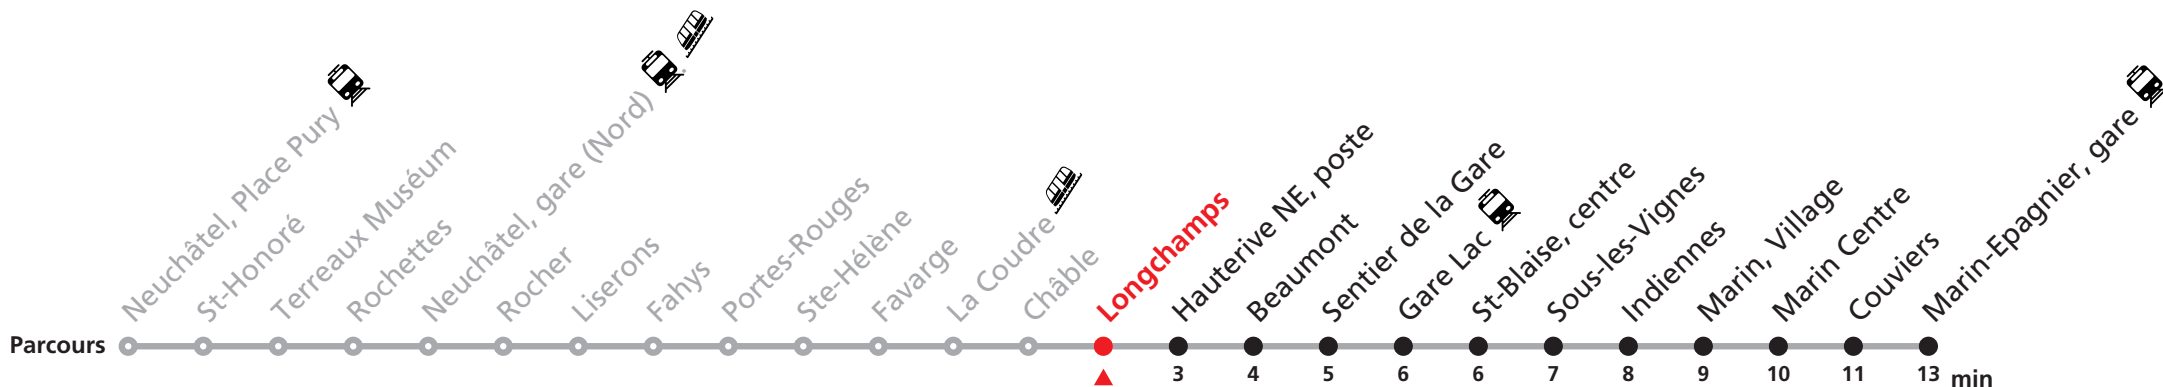 Neuchâtel, Place Pury
St-Honoré
Terreaux Muséum
Rochettes
Neuchâtel, gare (Nord)
Rocher
Liserons
Fahys
Portes-Rouges
Ste-Hélène
Favarge
La Coudre
Châble
Longchamps
Hauterive NE, poste
Beaumont
Sentier de la Gare
Gare Lac
St-Blaise, centre
Sous-les-Vignes
Indiennes
Marin, Village
Marin Centre
Couviers
Marin-Epagnier, gare
Parcours
3 4 5 6 6 7 8 9 10 11 13 min